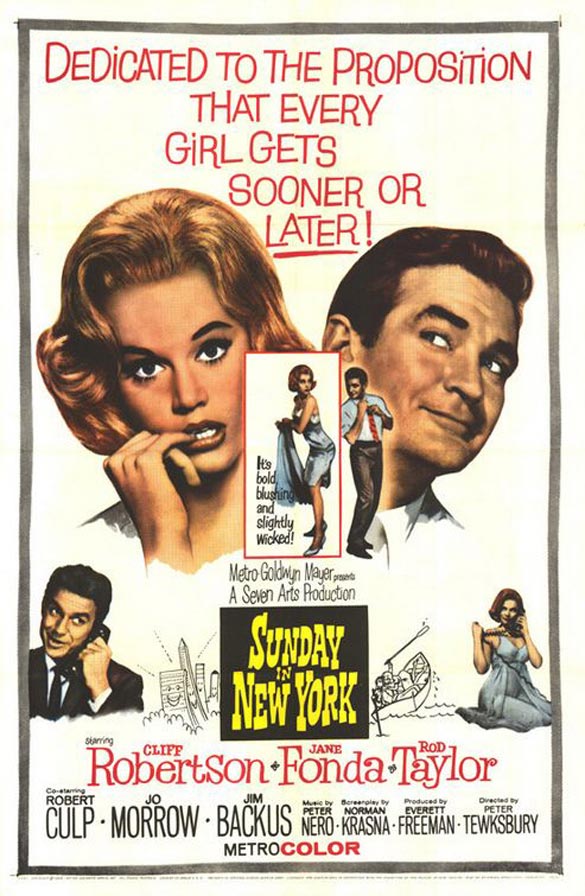 DEDICATED TO THE PROPOSITION
THAT EVERY
GIRL GETS
SOONER OR
LATER!
It's
bold,
blushing
and
slightly
wicked!
Metro-Goldwyn Mayer presents
A Seven Arts Production
SUNDAY
IN
NEW YORK
starring
CLIFF JANE ROD
Robertson · Fonda · Taylor
Co-starring
ROBERT CULP · JO MORROW · JIM BACKUS
Music by PETER NERO · Screenplay by NORMAN KRASNA · Produced by EVERETT FREEMAN · Directed by PETER TEWKSBURY
METROCOLOR